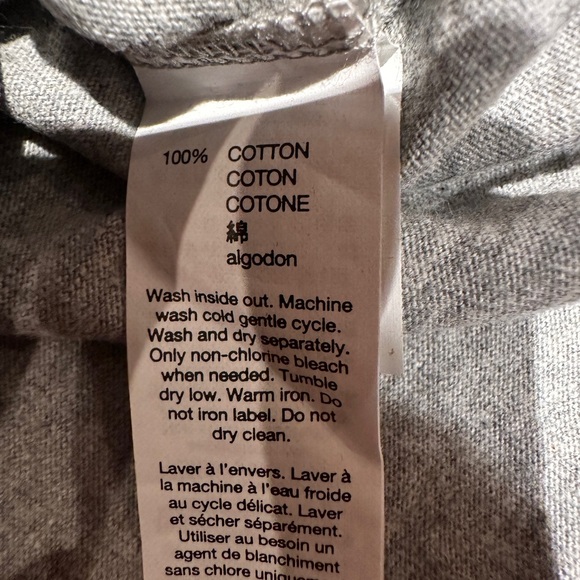 100% COTTON
COTON
COTONE
綿
algodon
Wash inside out. Machine
wash cold gentle cycle.
Wash and dry separately.
Only non-chlorine bleach
when needed. Tumble
dry low. Warm iron. Do
not iron label. Do not
dry clean.
Laver à l'envers. Laver à
la machine à l'eau froide
au cycle délicat. Laver
et sécher séparément.
Utiliser au besoin un
agent de blanchiment
sans chlore